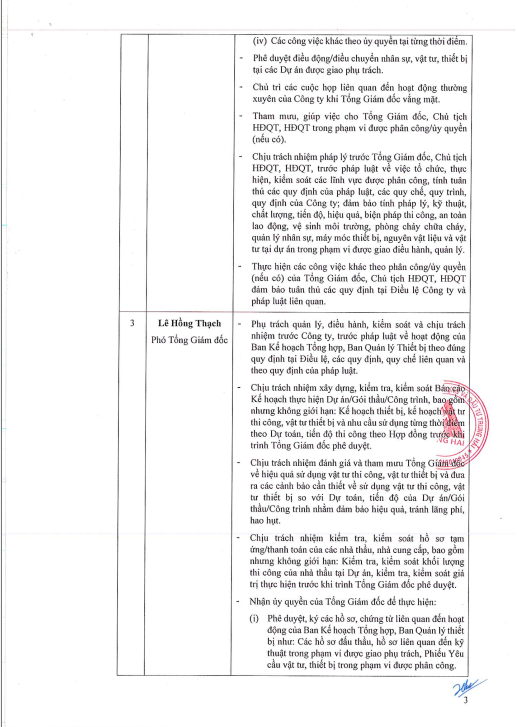 (iv) Các công việc khác theo ủy quyền tại từng thời điểm.
- Phê duyệt điều động/điều chuyển nhân sự, vật tư, thiết bị
tại các Dự án được giao phụ trách.
- Chủ trì các cuộc họp liên quan đến hoạt động thường
xuyên của Công ty khi Tổng Giám đốc vắng mặt.
- Tham mưu, giúp việc cho Tổng Giám đốc, Chủ tịch
HĐQT, HĐQT trong phạm vi được phân công/ủy quyền
(nếu có).
- Chịu trách nhiệm pháp lý trước Tổng Giám đốc, Chủ tịch
HĐQT, HĐQT, trước pháp luật về việc tổ chức, thực
hiện, kiểm soát các lĩnh vực được phân công, tính tuân
thủ các quy định của pháp luật, các quy chế, quy trình,
quy định của Công ty; đảm bảo tính pháp lý, kỹ thuật,
chất lượng, tiến độ, hiệu quả, biện pháp thi công, an toàn
lao động, vệ sinh môi trường, phòng cháy chữa cháy,
quản lý nhân sự, máy móc thiết bị, nguyên vật liệu và vật
tư tại dự án trong phạm vi được giao điều hành, quản lý.
- Thực hiện các công việc khác theo phân công/ủy quyền
(nếu có) của Tổng Giám đốc, Chủ tịch HĐQT, HĐQT
đảm bảo tuân thủ các quy định tại Điều lệ Công ty và
pháp luật liên quan.
3
Lê Hồng Thạch
Phó Tổng Giám đốc
- Phụ trách quản lý, điều hành, kiểm soát và chịu trách
nhiệm trước Công ty, trước pháp luật về hoạt động của
Ban Kế hoạch Tổng hợp, Ban Quản lý Thiết bị theo đúng
quy định tại Điều lệ, các quy định, quy chế liên quan và
theo quy định của pháp luật.
- Chịu trách nhiệm xây dựng, kiểm tra, kiểm soát Báo cáo
Kế hoạch thực hiện Dự án/Gói thầu/Công trình, bao gồm
nhưng không giới hạn: Kế hoạch thiết bị, kế hoạch vật tư
thi công, vật tư thiết bị và nhu cầu sử dụng từng thời điểm
theo Dự toán, tiến độ thi công theo Hợp đồng trước khi
trình Tổng Giám đốc phê duyệt.
- Chịu trách nhiệm đánh giá và tham mưu Tổng Giám đốc
về hiệu quả sử dụng vật tư thi công, vật tư thiết bị và đưa
ra các cảnh báo cần thiết về sử dụng vật tư thi công, vật
tư thiết bị so với Dự toán, tiến độ của Dự án/Gói
thầu/Công trình nhằm đảm bảo hiệu quả, tránh lãng phí,
hao hụt.
- Chịu trách nhiệm kiểm tra, kiểm soát hồ sơ tạm
ứng/thanh toán của các nhà thầu, nhà cung cấp, bao gồm
nhưng không giới hạn: Kiểm tra, kiểm soát khối lượng
thi công của nhà thầu tại Dự án, kiểm tra, kiểm soát giá
trị thực hiện trước khi trình Tổng Giám đốc phê duyệt.
- Nhận ủy quyền của Tổng Giám đốc để thực hiện:
(i) Phê duyệt, ký các hồ sơ, chứng từ liên quan đến hoạt
động của Ban Kế hoạch Tổng hợp, Ban Quản lý thiết
bị như: Các hồ sơ đấu thầu, hồ sơ liên quan đến kỹ
thuật trong phạm vi được giao phụ trách, Phiếu Yêu
cầu vật tư, thiết bị trong phạm vi được phân công.
ĐẦU TƯ TRUNG
3